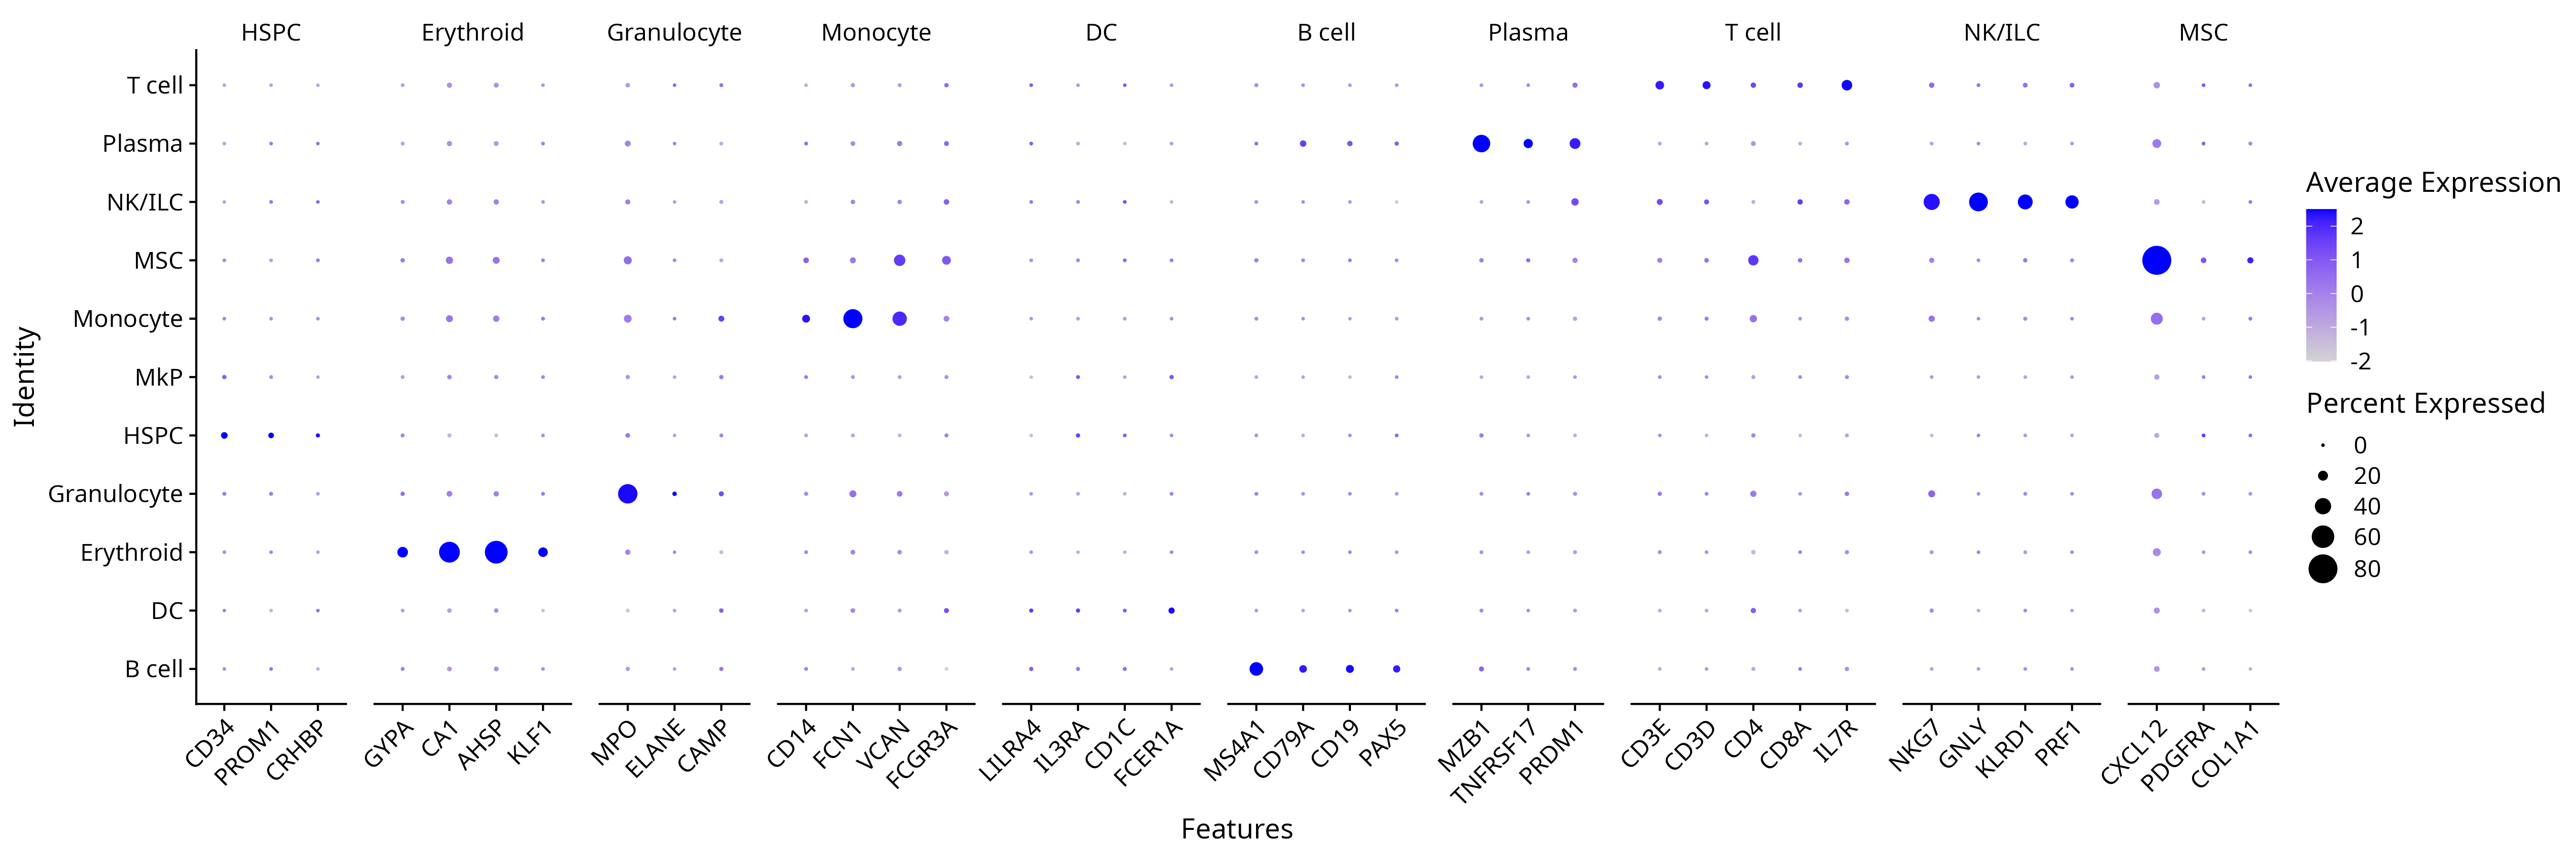 HSPC Erythroid Granulocyte Monocyte DC B cell Plasma T cell NK/ILC MSC
T cell
Plasma
NK/ILC
MSC
Monocyte
MkP
HSPC
Granulocyte
Erythroid
DC
B cell
Identity
CD34 PROM1 CRHBP GYPA CA1 AHSP KLF1 MPO ELANE CAMP CD14 FCN1 VCAN FCGR3A LILRA4 IL3RA CD1C FCER1A MS4A1 CD79A CD19 PAX5 MZB1 TNFRSF17 PRDM1 CD3E CD3D CD4 CD8A IL7R NKG7 GNLY KLRD1 PRF1 CXCL12 PDGFRA COL1A1
Features
Average Expression
2
1
0
-1
-2
Percent Expressed
0
20
40
60
80